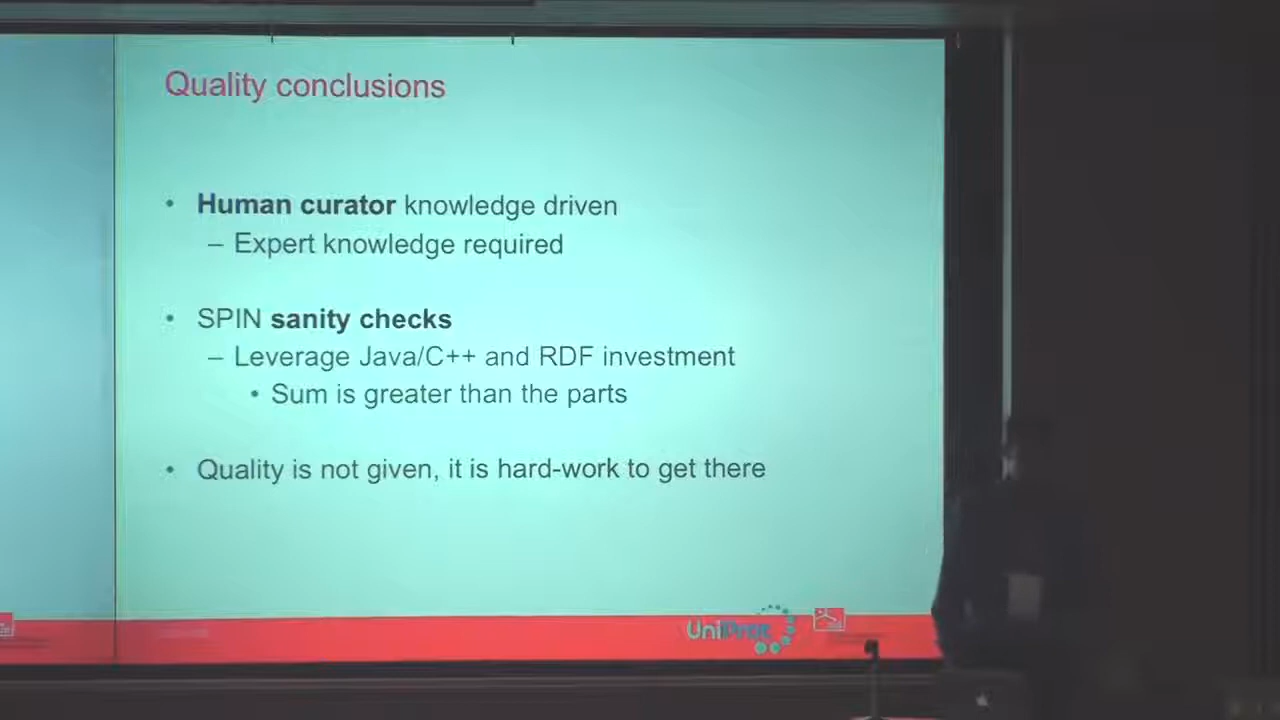 Quality conclusions
• Human curator knowledge driven
– Expert knowledge required
• SPIN sanity checks
– Leverage Java/C++ and RDF investment
• Sum is greater than the parts
• Quality is not given, it is hard-work to get there
UniProt